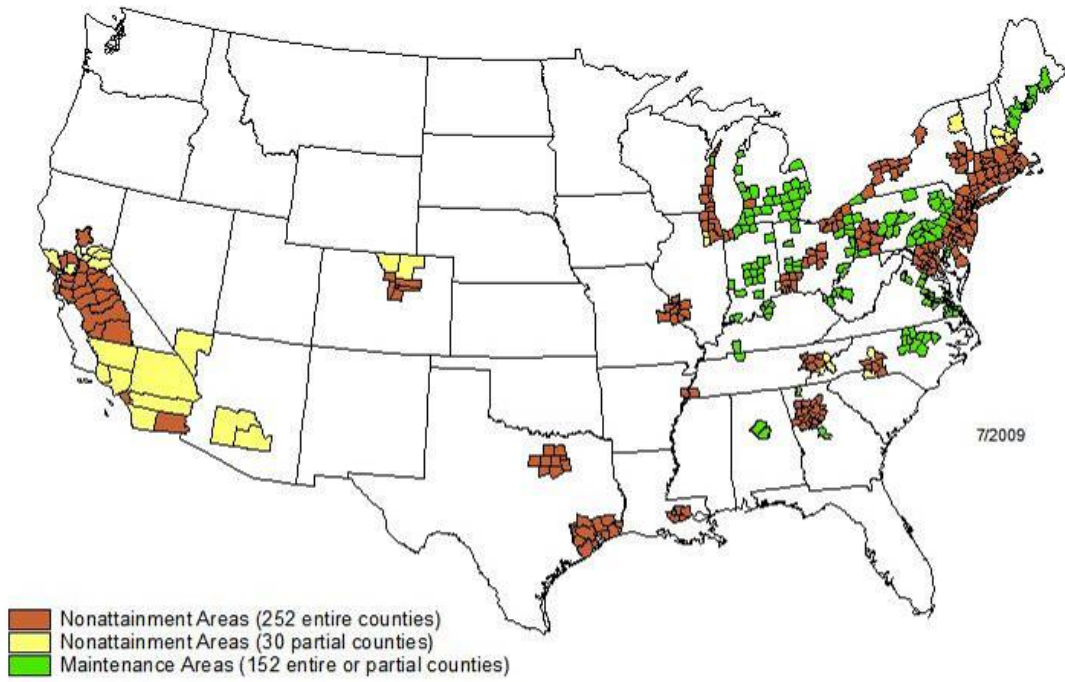 7/2009
Nonattainment Areas (252 entire counties)
Nonattainment Areas (30 partial counties)
Maintenance Areas (152 entire or partial counties)